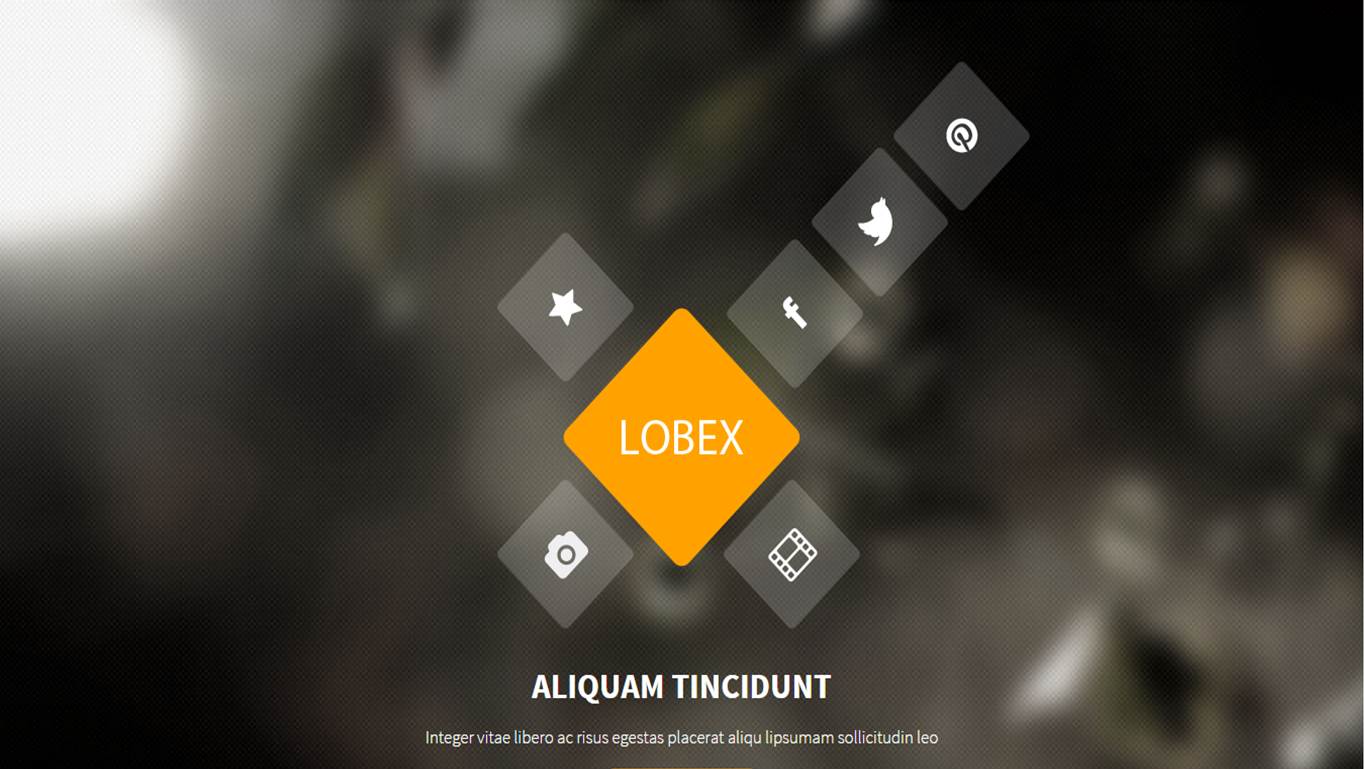 LOBEX
ALIQUAM TINCIDUNT
Integer vitae libero ac risus egestas placerat aliqu lipsumam sollicitudin leo